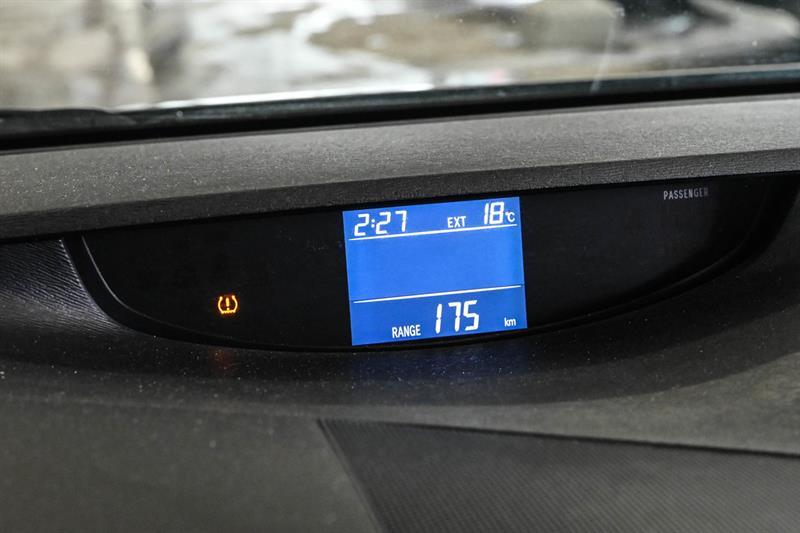 PASSENGER
2:27 EXT 18°C
RANGE 175 km